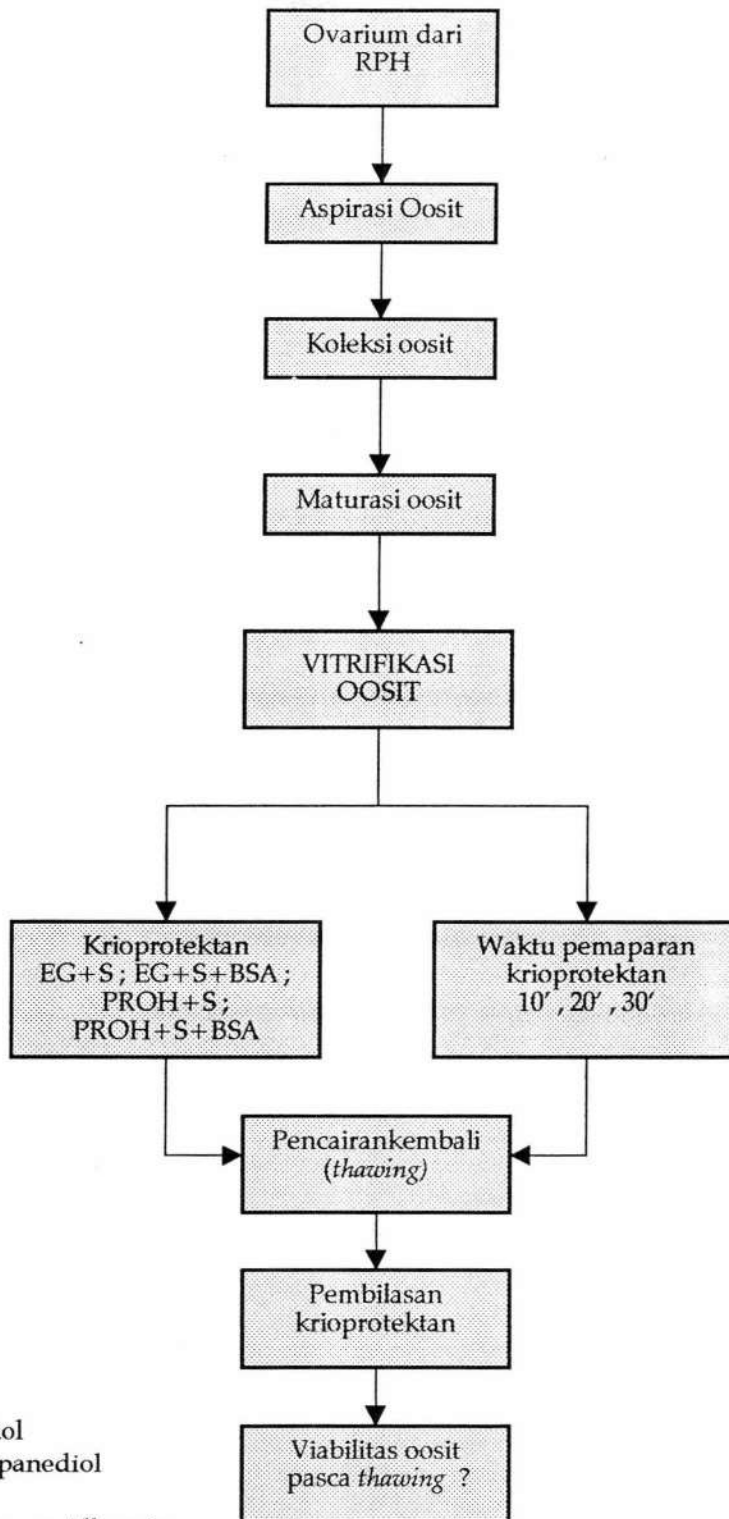 Ovarium dari
RPH
Aspirasi Oosit
Koleksi oosit
Maturasi oosit
VITRIFIKASI
OOSIT
Krioprotektan
EG+S ; EG+S+BSA ;
PROH+S ;
PROH+S+BSA
Waktu pemaparan
krioprotektan
10′ , 20′ , 30′
Pencairankembali
(thawing)
Pembilasan
krioprotektan
Viabilitas oosit
pasca thawing ?
ol
panediol